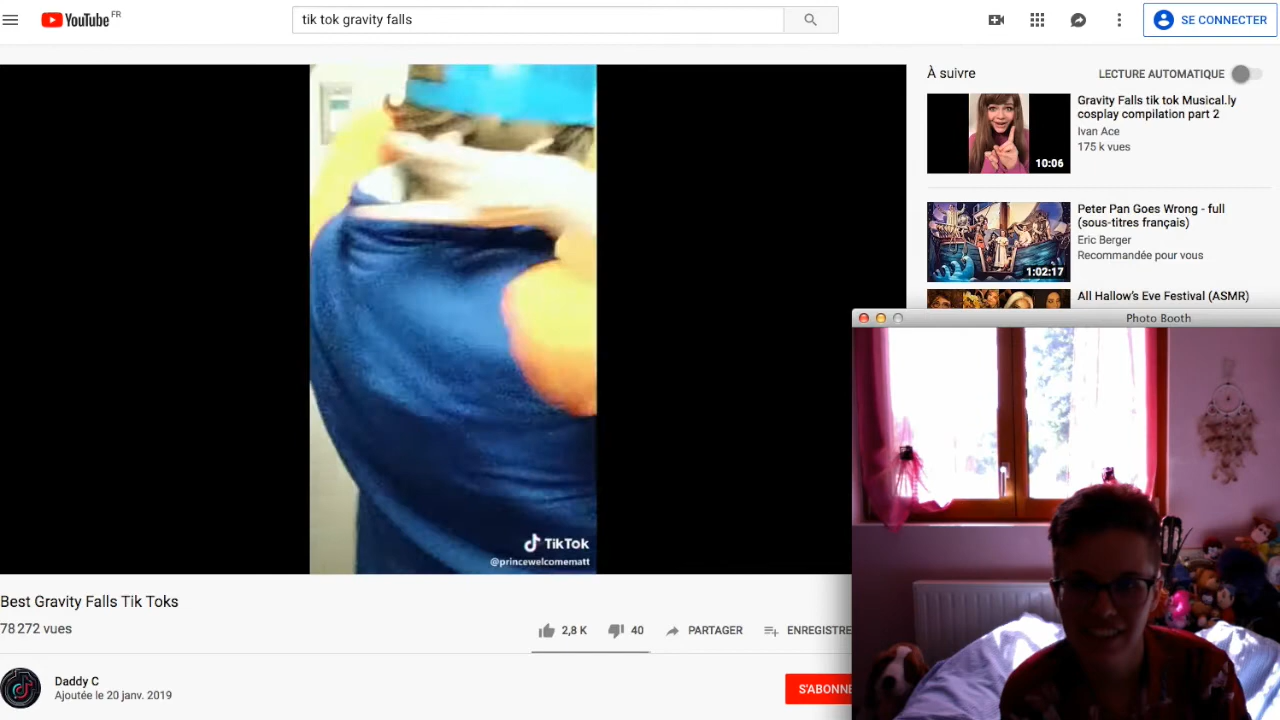 YouTube FR
tik tok gravity falls
SE CONNECTER
À suivre
LECTURE AUTOMATIQUE
Gravity Falls tik tok Musical.ly
cosplay compilation part 2
Ivan Ace
175 k vues
10:06
Peter Pan Goes Wrong - full
(sous-titres français)
Eric Berger
Recommandée pour vous
1:02:17
All Hallow's Eve Festival (ASMR)
Photo Booth
TikTok
@princewelcomematt
Best Gravity Falls Tik Toks
78 272 vues
2,8 K
40
PARTAGER
ENREGISTRE
Daddy C
Ajoutée le 20 janv. 2019
S'ABONNE